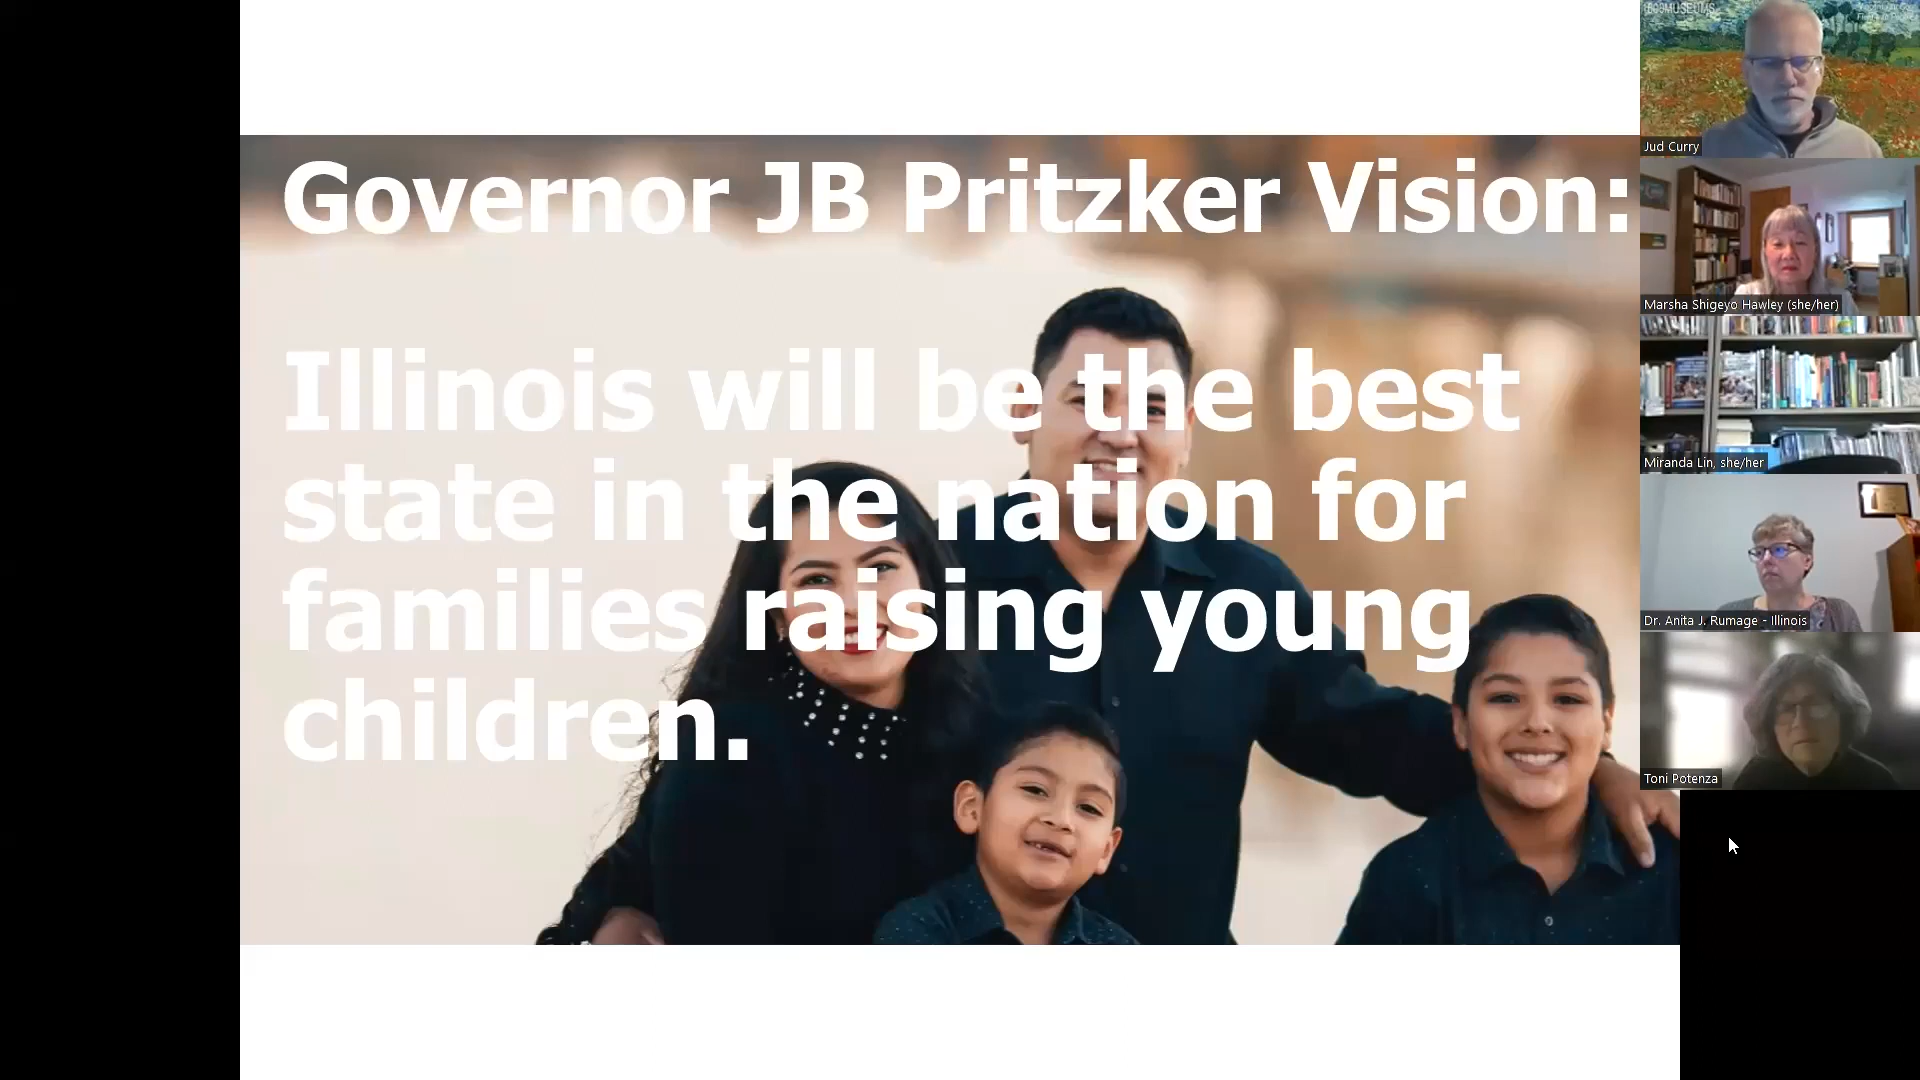 Governor JB Pritzker Vision:
Illinois will be the best
state in the nation for
families raising young
children.
Jud Curry
Marsha Shigeyo Hawley (she/her)
Miranda Lin, she/her
Dr. Anita J. Rumage - Illinois
Toni Potenza